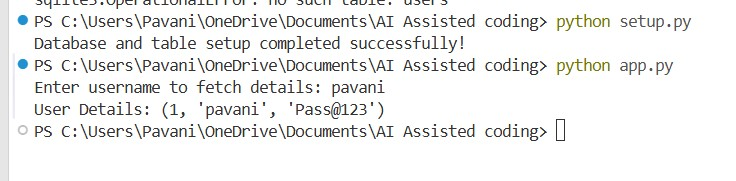 sqlite3.OperationalError: no such table: users
PS C:\Users\Pavani\OneDrive\Documents\AI Assisted coding> python setup.py
Database and table setup completed successfully!
PS C:\Users\Pavani\OneDrive\Documents\AI Assisted coding> python app.py
Enter username to fetch details: pavani
User Details: (1, 'pavani', 'Pass@123')
PS C:\Users\Pavani\OneDrive\Documents\AI Assisted coding>